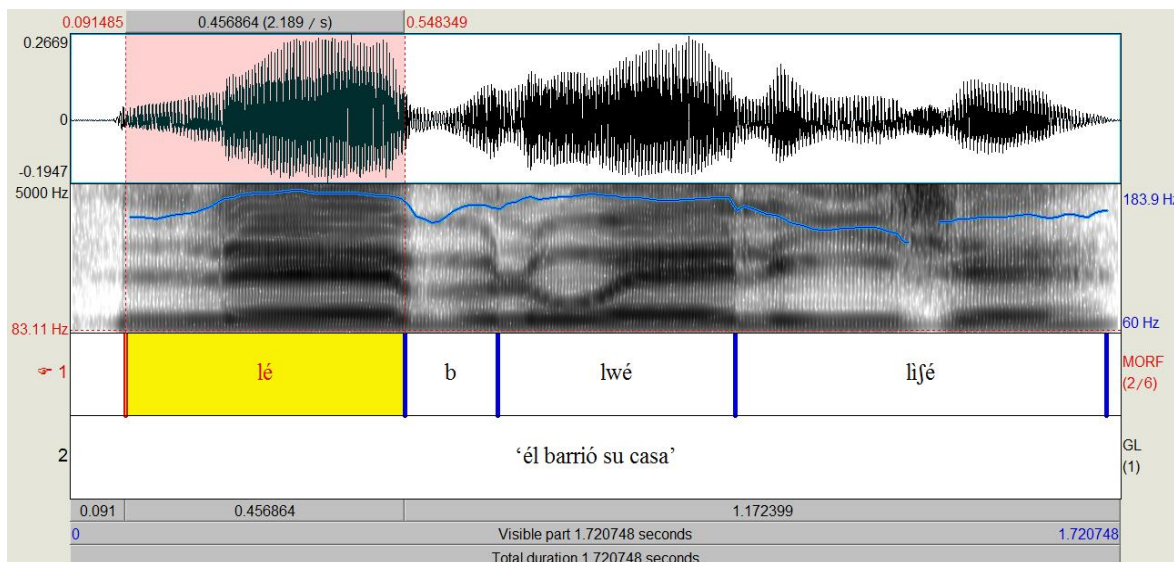 0.091485 0.456864 (2.189 / s) 0.548349
0.2669
0
-0.1947
5000 Hz 183.9 Hz
83.11 Hz 60 Hz
☞ 1 lé b lwé lìʃé MORF
(2/6)
2 ‘él barrió su casa’ GL
(1)
0.091 0.456864 1.172399
0 Visible part 1.720748 seconds 1.720748
Total duration 1.720748 seconds